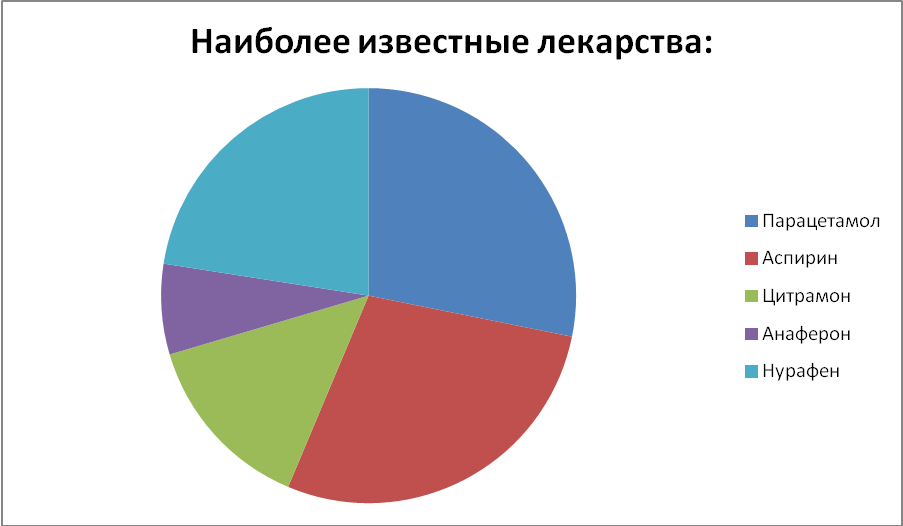 Наиболее известные лекарства:
Парацетамол
Аспирин
Цитрамон
Анаферон
Нурафен